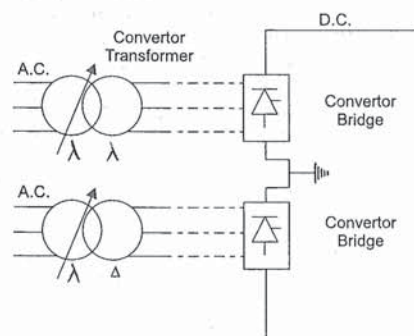 D.C.
Convertor
Transformer
A.C.
Convertor
Bridge
λ λ
A.C.
Convertor
Bridge
λ Δ